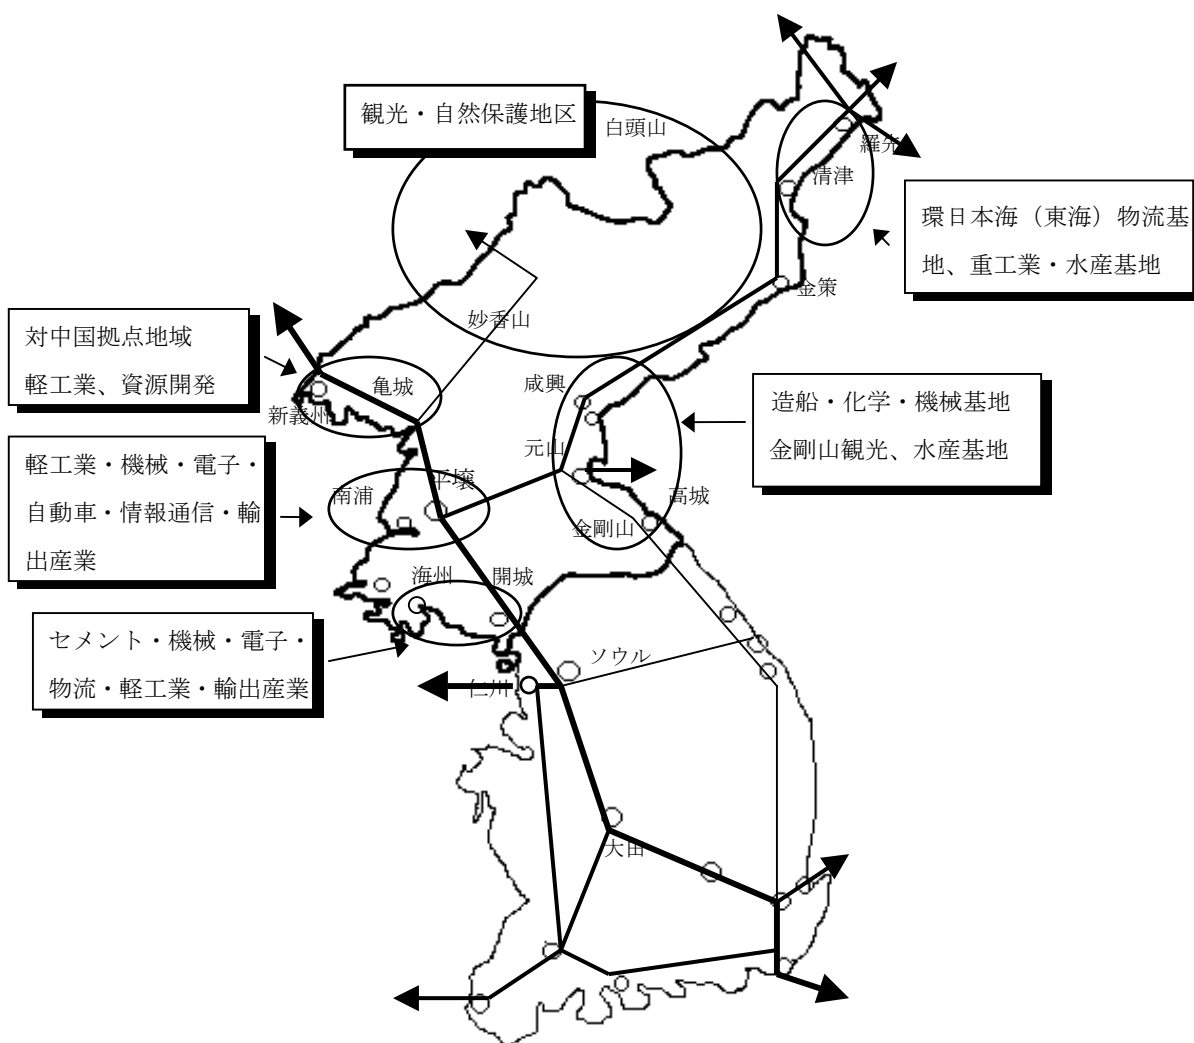 観光・自然保護地区
白頭山
羅先
清津
環日本海（東海）物流基
地、重工業・水産基地
金策
妙香山
対中国拠点地域
軽工業、資源開発
亀城
新義州
咸興
造船・化学・機械基地
金剛山観光、水産基地
元山
軽工業・機械・電子・
自動車・情報通信・輸
出産業
南浦
平壌
高城
金剛山
海州
開城
セメント・機械・電子・
物流・軽工業・輸出産業
ソウル
仁川
大田